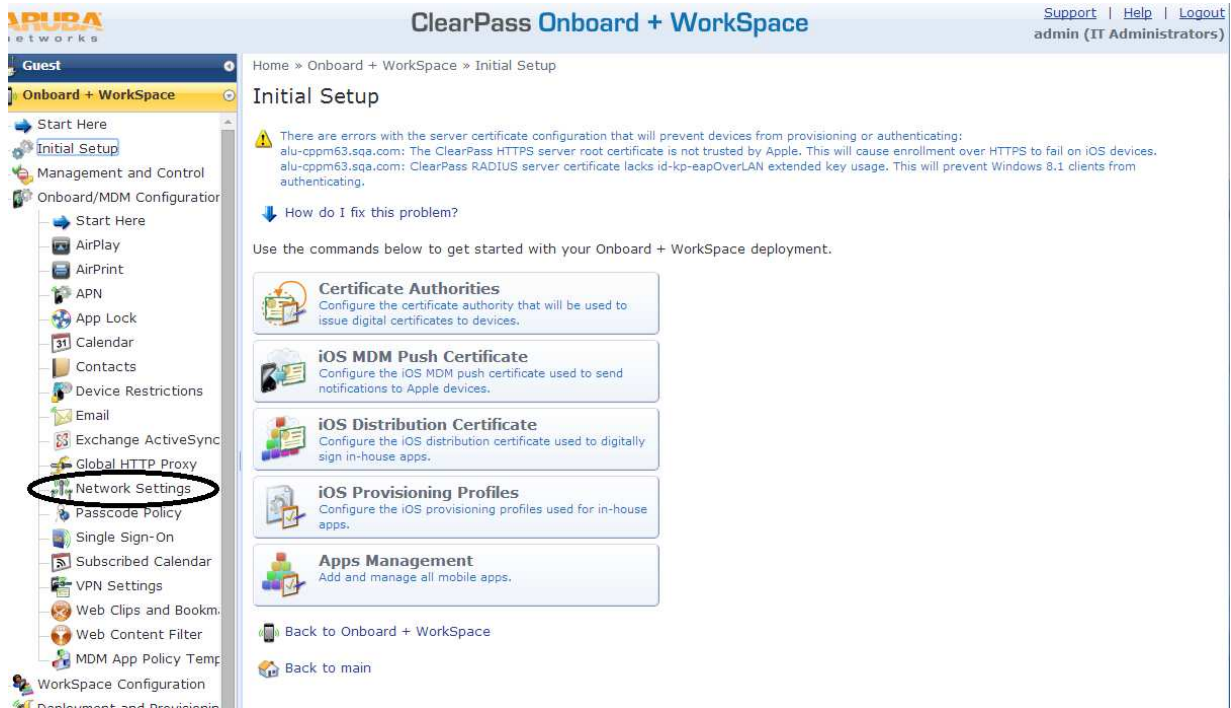 ARUBA
networks
ClearPass Onboard + WorkSpace
Support | Help | Logout
admin (IT Administrators)
Guest
Onboard + WorkSpace
Start Here
Initial Setup
Management and Control
Onboard/MDM Configuration
Start Here
AirPlay
AirPrint
APN
App Lock
31 Calendar
Contacts
Device Restrictions
Email
Exchange ActiveSync
Global HTTP Proxy
Network Settings
Passcode Policy
Single Sign-On
Subscribed Calendar
VPN Settings
Web Clips and Bookm
Web Content Filter
MDM App Policy Temp
WorkSpace Configuration
Deployment and Provisionin
Home » Onboard + WorkSpace » Initial Setup
Initial Setup
There are errors with the server certificate configuration that will prevent devices from provisioning or authenticating:
alu-cppm63.sqa.com: The ClearPass HTTPS server root certificate is not trusted by Apple. This will cause enrollment over HTTPS to fail on iOS devices.
alu-cppm63.sqa.com: ClearPass RADIUS server certificate lacks id-kp-eapOverLAN extended key usage. This will prevent Windows 8.1 clients from
authenticating.
How do I fix this problem?
Use the commands below to get started with your Onboard + WorkSpace deployment.
Certificate Authorities
Configure the certificate authority that will be used to
issue digital certificates to devices.
iOS MDM Push Certificate
Configure the iOS MDM push certificate used to send
notifications to Apple devices.
iOS Distribution Certificate
Configure the iOS distribution certificate used to digitally
sign in-house apps.
iOS Provisioning Profiles
Configure the iOS provisioning profiles used for in-house
apps.
Apps Management
Add and manage all mobile apps.
Back to Onboard + WorkSpace
Back to main